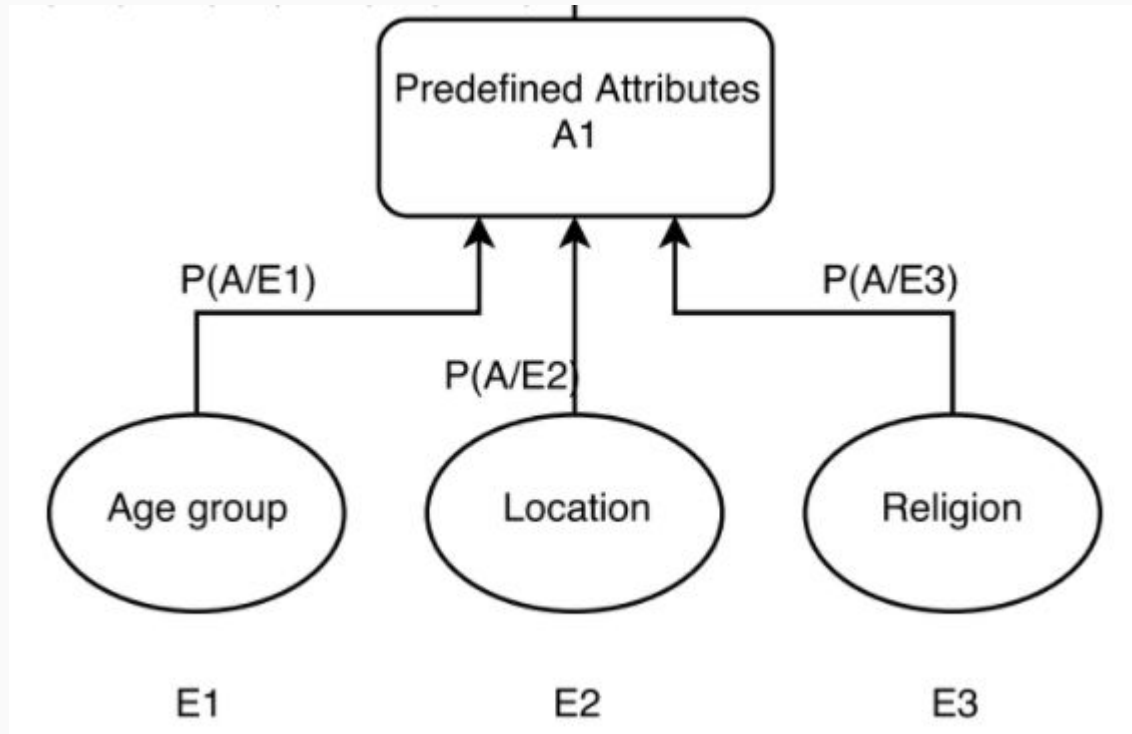 Predefined Attributes
A1
P(A/E1)
P(A/E3)
P(A/E2)
Age group
Location
Religion
E1
E2
E3